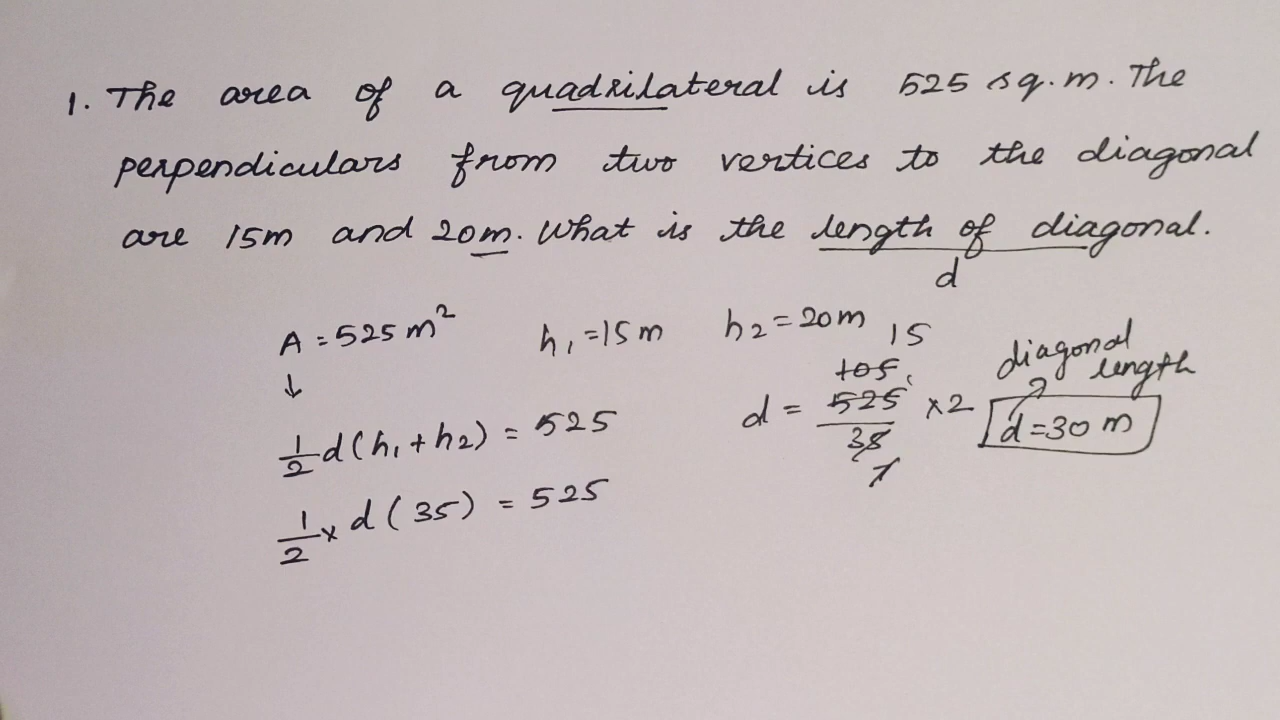 1. The area of a quadrilateral is 525 sq.m. The
perpendiculars from two vertices to the diagonal
are 15m and 20m. What is the length of diagonal.
d
A = 525 m²    h₁ = 15 m    h₂ = 20m
↓
½ d(h₁ + h₂) = 525
½ × d (35) = 525
15
105
d = 525/35 × 2
7
diagonal
length
d = 30 m